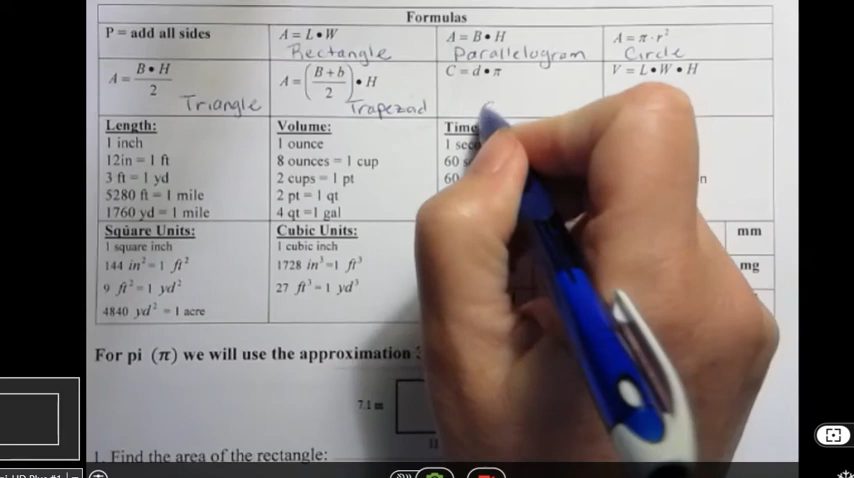 Formulas
P = add all sides
A = L • W
Rectangle
A = B • H
Parallelogram
A = π · r²
Circle
A = B • H / 2
Triangle
A = (B + b / 2) • H
Trapezoid
C = d • π
V = L • W • H
Length:
1 inch
12in = 1 ft
3 ft = 1 yd
5280 ft = 1 mile
1760 yd = 1 mile
Volume:
1 ounce
8 ounces = 1 cup
2 cups = 1 pt
2 pt = 1 qt
4 qt =1 gal
Time
1
60
60
Square Units:
1 square inch
144 in² = 1 ft²
9 ft² = 1 yd²
4840 yd² = 1 acre
Cubic Units:
1 cubic inch
1728 in³=1 ft³
27 ft³= 1 yd³
mm
mg
For pi (π) we will use the approximation
7.1 m
1. Find the area of the rectangle: